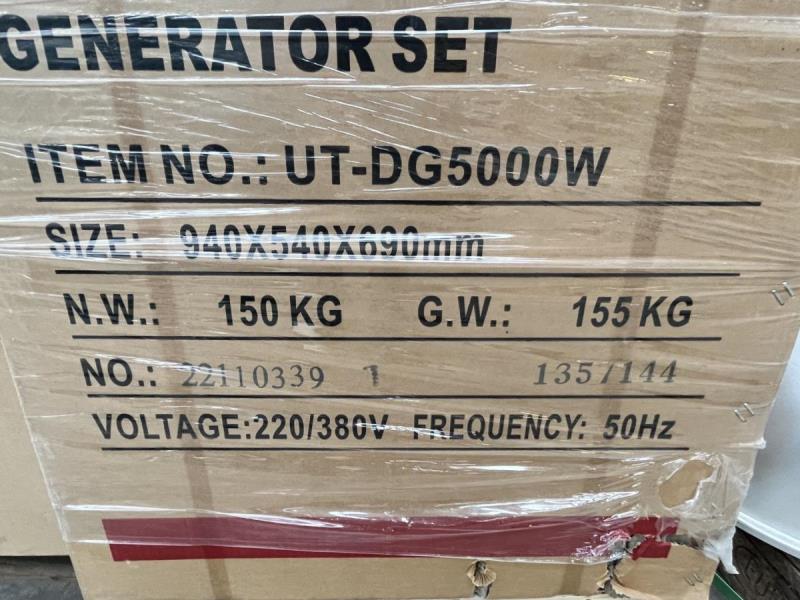 GENERATOR SET
ITEM NO.: UT-DG5000W
SIZE: 940X540X690mm
N.W.: 150 KG G.W.: 155 KG
NO.: 22110339 1 135/144
VOLTAGE:220/380V FREQUENCY: 50Hz